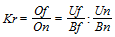 Kr = Of/On = Uf/Bf : Un/Bn